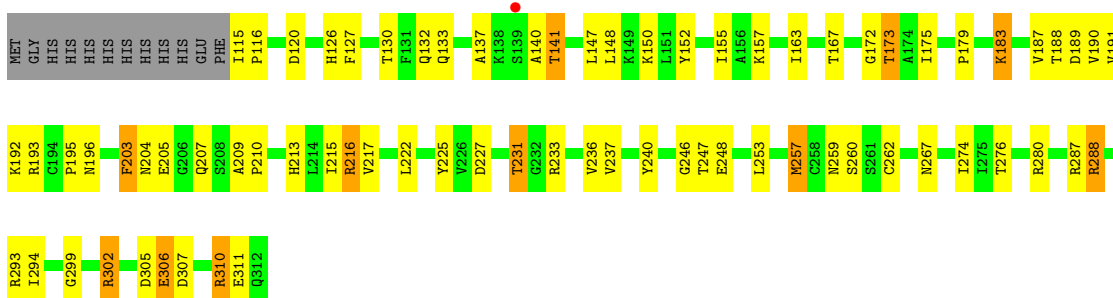 MET GLY HIS HIS HIS HIS HIS HIS HIS HIS GLU PHE I115 P116 D120 H126 F127 T130 F131 Q132 Q133 A137 K138 S139 A140 T141 L147 L148 K149 K150 L151 Y152 I155 A156 K157 I163 T167 G172 T173 A174 I175 P179 K183 V187 T188 D189 V190 V191
K192 R193 C194 P195 N196 F203 N204 E205 G206 Q207 S208 A209 P210 H213 L214 I215 R216 V217 L222 Y225 V226 D227 T231 G232 R233 V236 V237 Y240 G246 T247 E248 L253 M257 C258 N259 S260 S261 C262 N267 I274 I275 T276 R280 R287 R288
R293 I294 G299 R302 D305 E306 D307 R310 E311 Q312